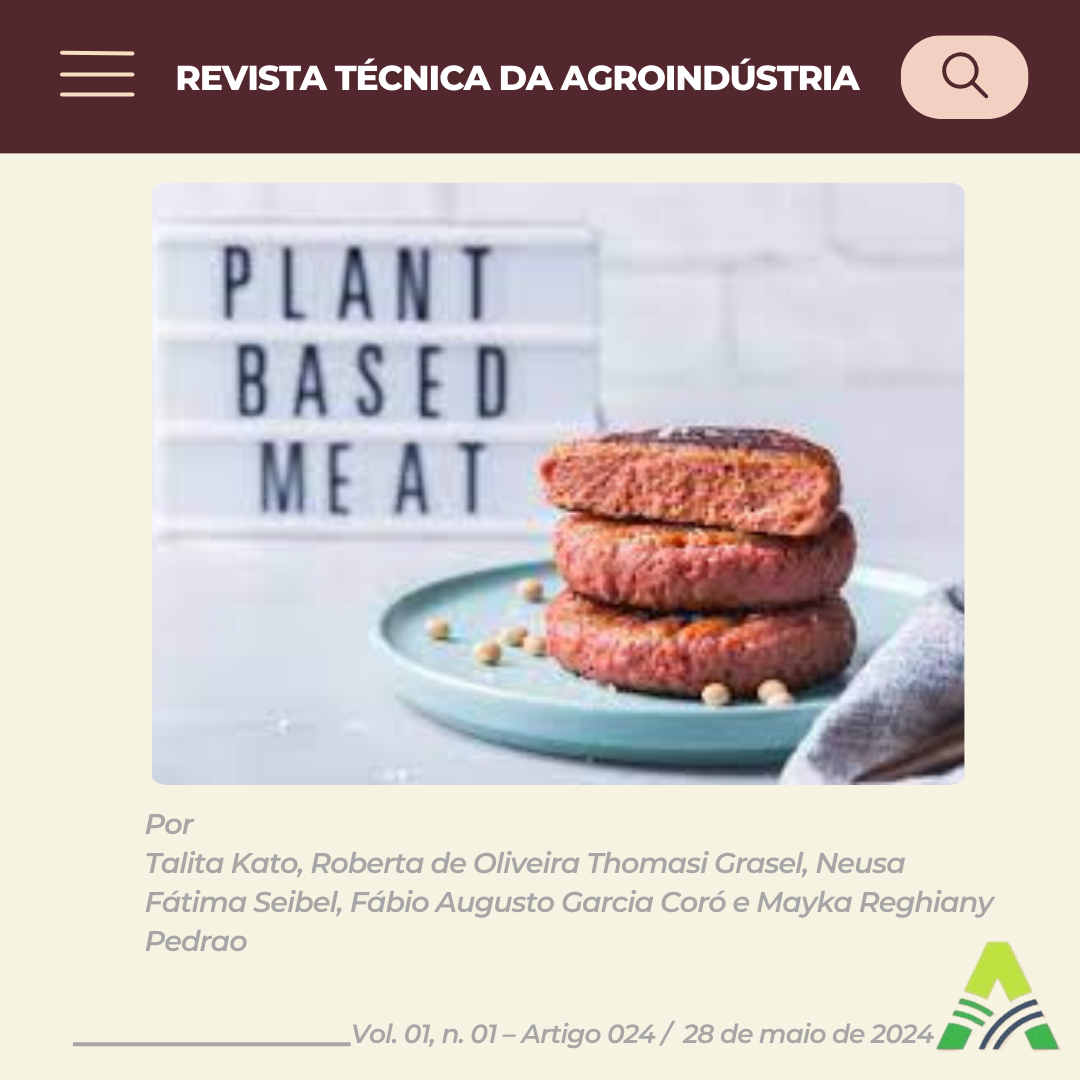 REVISTA TÉCNICA DA AGROINDÚSTRIA
PLANT
BASED
MEAT
Por
Talita Kato, Roberta de Oliveira Thomasi Grasel, Neusa
Fátima Seibel, Fábio Augusto Garcia Coró e Mayka Reghiany
Pedrao
Vol. 01, n. 01 – Artigo 024 / 28 de maio de 2024